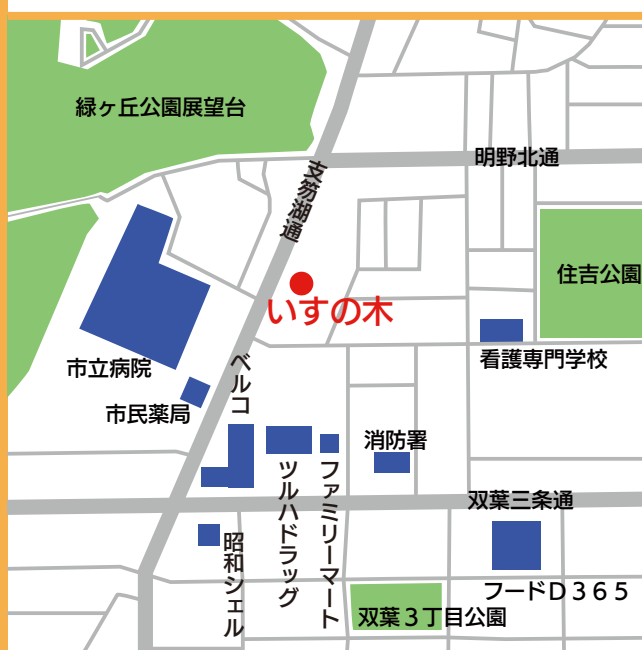 緑ヶ丘公園展望台
明野北通
支笏湖通
住吉公園
いすの木
看護専門学校
市立病院
ベルコ
市民薬局
消防署
ツルハドラッグ
ファミリーマート
双葉三条通
昭和シェル
フードD365
双葉3丁目公園